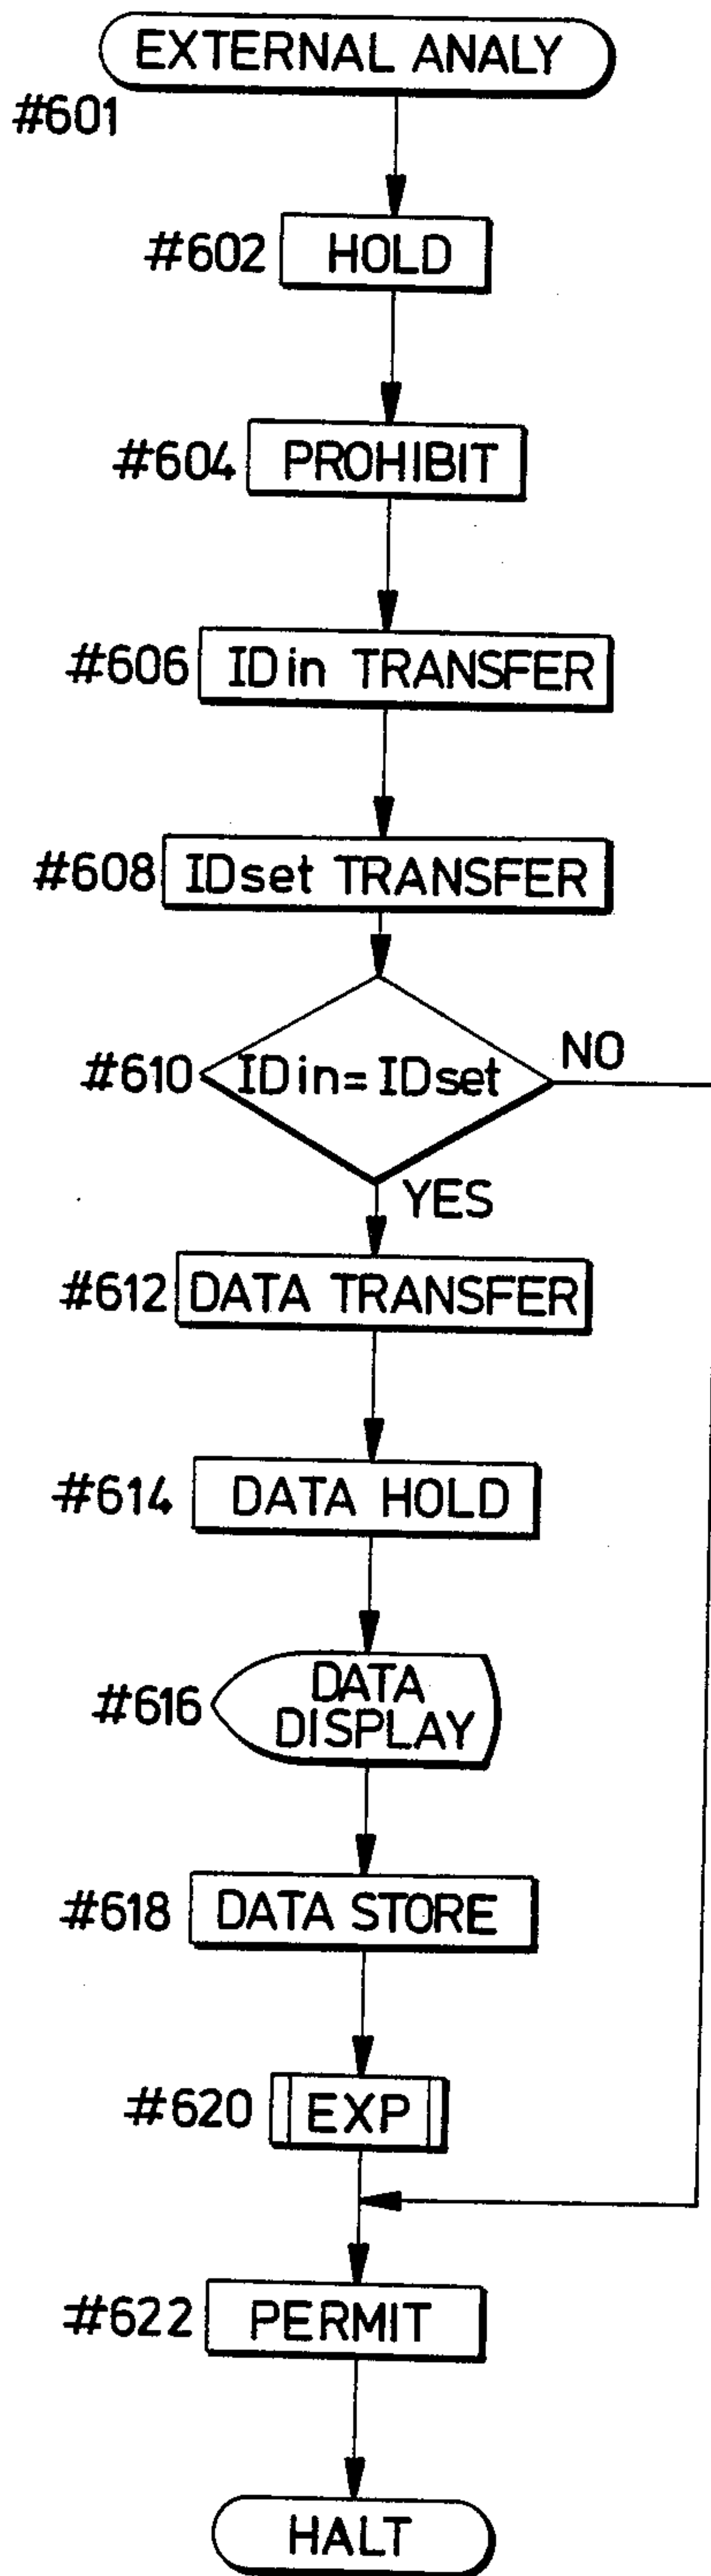 EXTERNAL ANALY
#601
#602 HOLD
#604 PROHIBIT
#606 IDin TRANSFER
#608 IDset TRANSFER
#610 IDin=IDset NO
YES
#612 DATA TRANSFER
#614 DATA HOLD
#616 DATA
DISPLAY
#618 DATA STORE
#620 EXP
#622 PERMIT
HALT